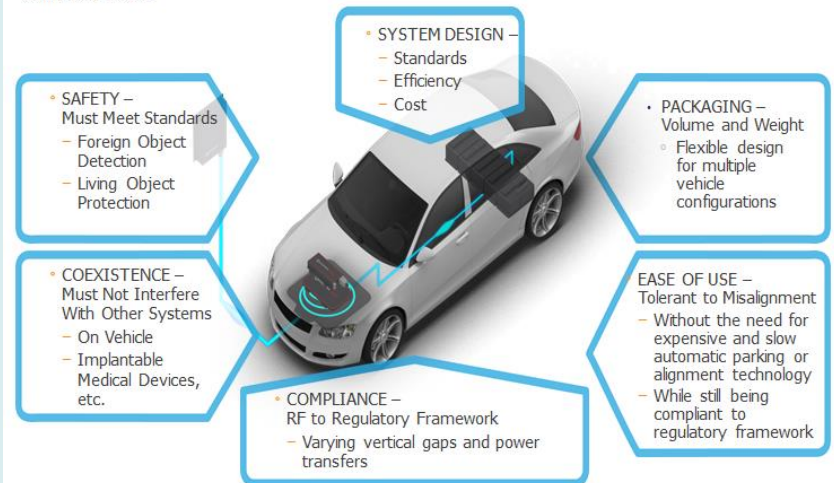 ° SYSTEM DESIGN –
– Standards
– Efficiency
– Cost
° SAFETY –
Must Meet Standards
– Foreign Object
Detection
– Living Object
Protection
• PACKAGING –
Volume and Weight
° Flexible design
for multiple
vehicle
configurations
° COEXISTENCE –
Must Not Interfere
With Other Systems
– On Vehicle
– Implantable
Medical Devices,
etc.
EASE OF USE –
Tolerant to Misalignment
– Without the need for
expensive and slow
automatic parking or
alignment technology
– While still being
compliant to
regulatory framework
° COMPLIANCE –
RF to Regulatory Framework
– Varying vertical gaps and power
transfers